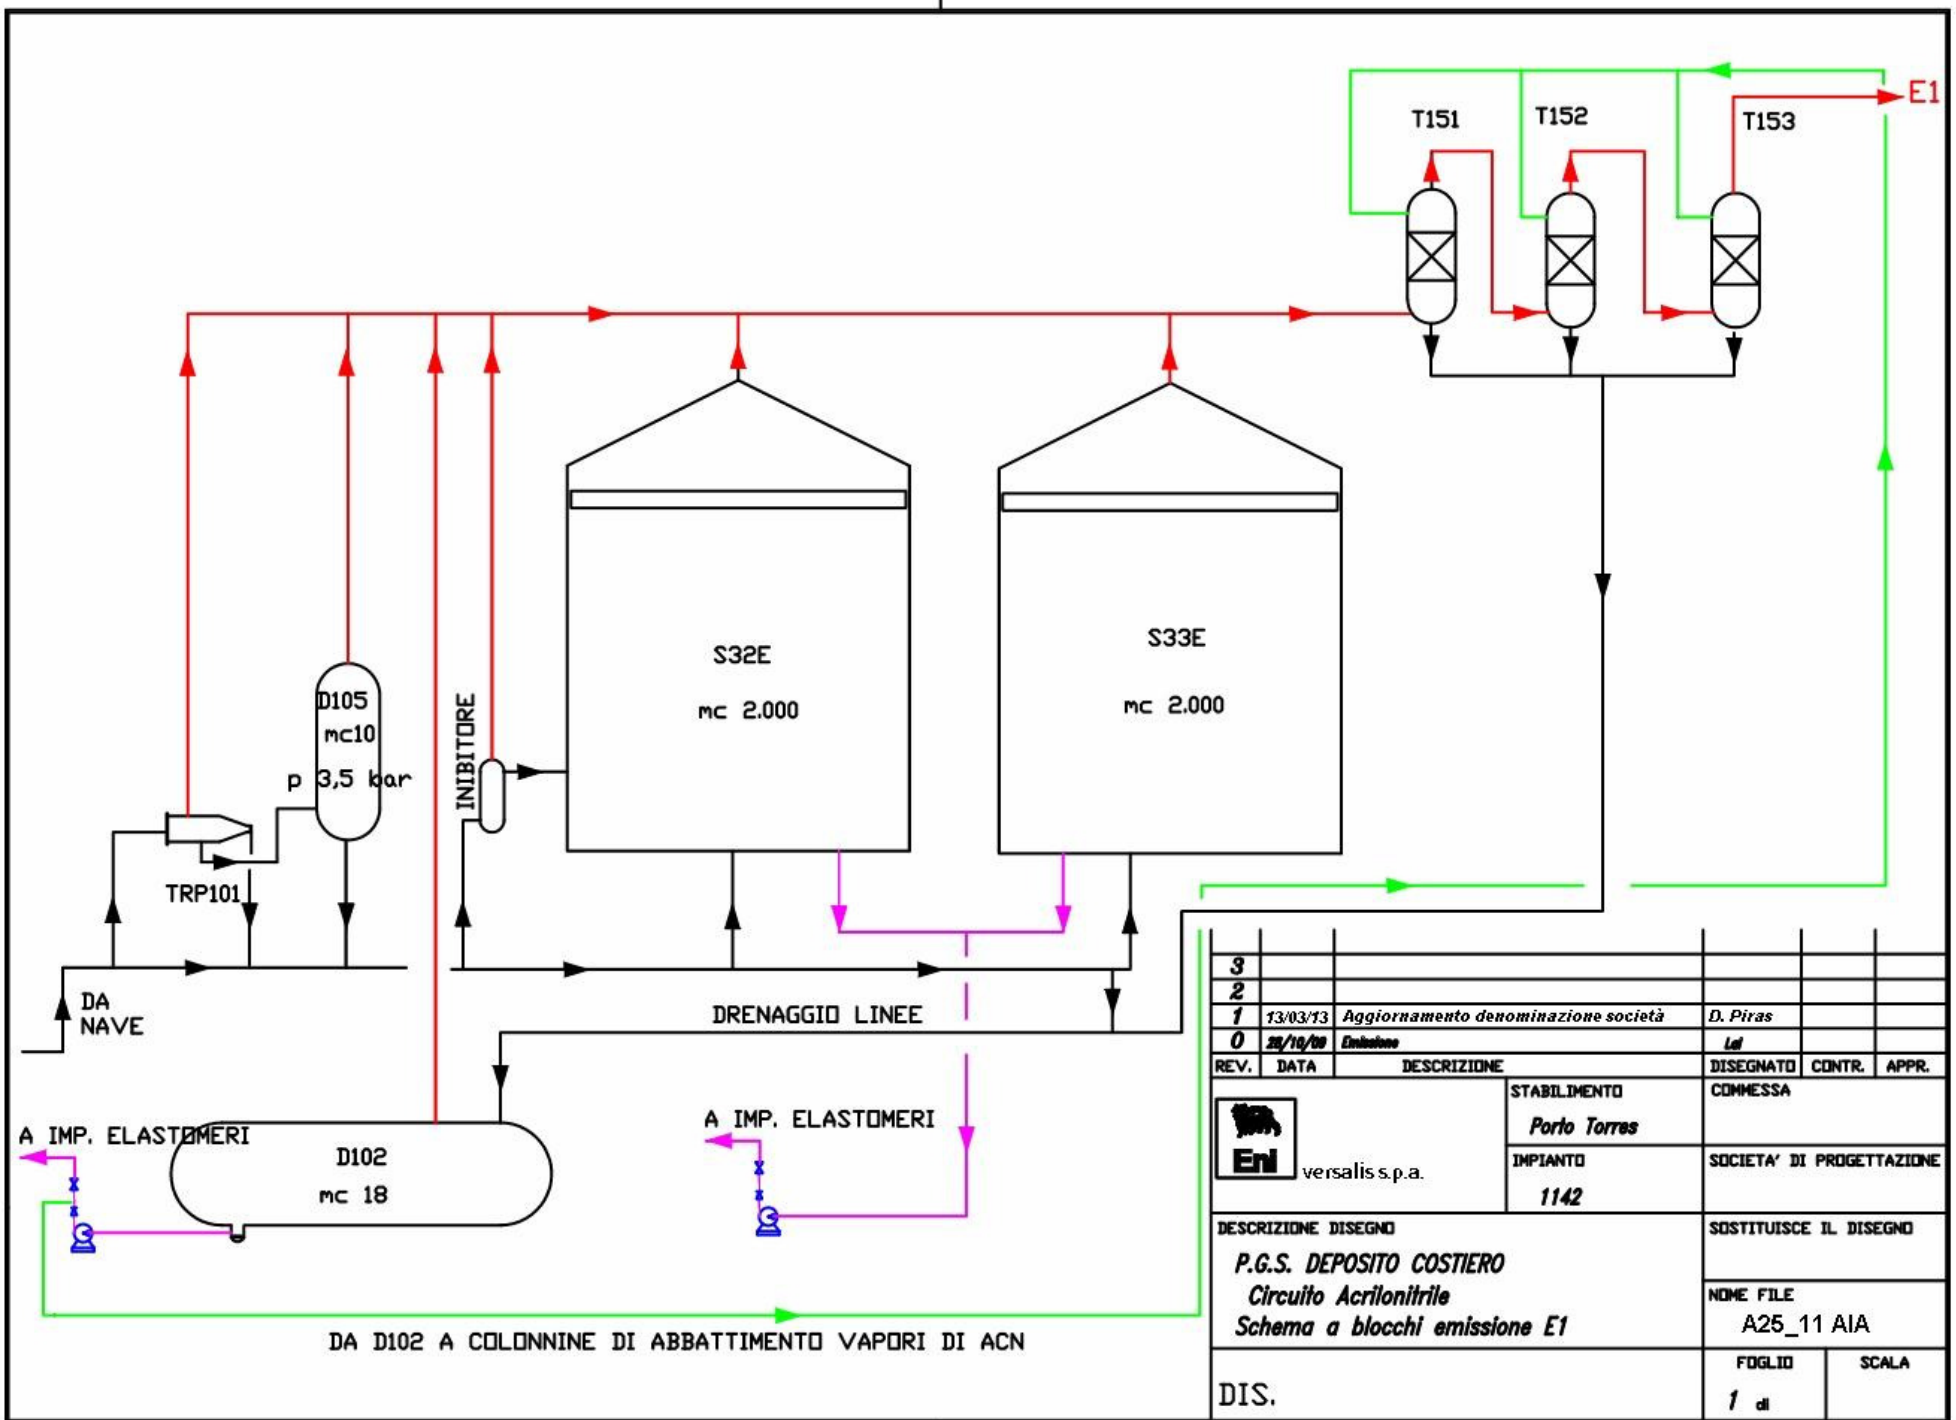 E1
T151
T152
T153
D105
mc10
p 3,5 bar
INIBITORE
S32E
mc 2.000
S33E
mc 2.000
TRP101
DA
NAVE
DRENAGGIO LINEE
A IMP. ELASTOMERI
D102
mc 18
A IMP. ELASTOMERI
DA D102 A COLONNINE DI ABBATTIMENTO VAPORI DI ACN
3
2
1 13/03/13 Aggiornamento denominazione società D. Piras
0 26/10/09 Emissione Lai
REV. DATA DESCRIZIONE DISEGNATO CONTR. APPR.
Eni
versalis s.p.a.
STABILIMENTO
Porto Torres
COMMESSA
IMPIANTO
1142
SOCIETA' DI PROGETTAZIONE
DESCRIZIONE DISEGNO
P.G.S. DEPOSITO COSTIERO
Circuito Acrilonitrile
Schema a blocchi emissione E1
SOSTITUISCE IL DISEGNO
NOME FILE
A25_11 AIA
DIS.
FOGLIO
1 di
SCALA